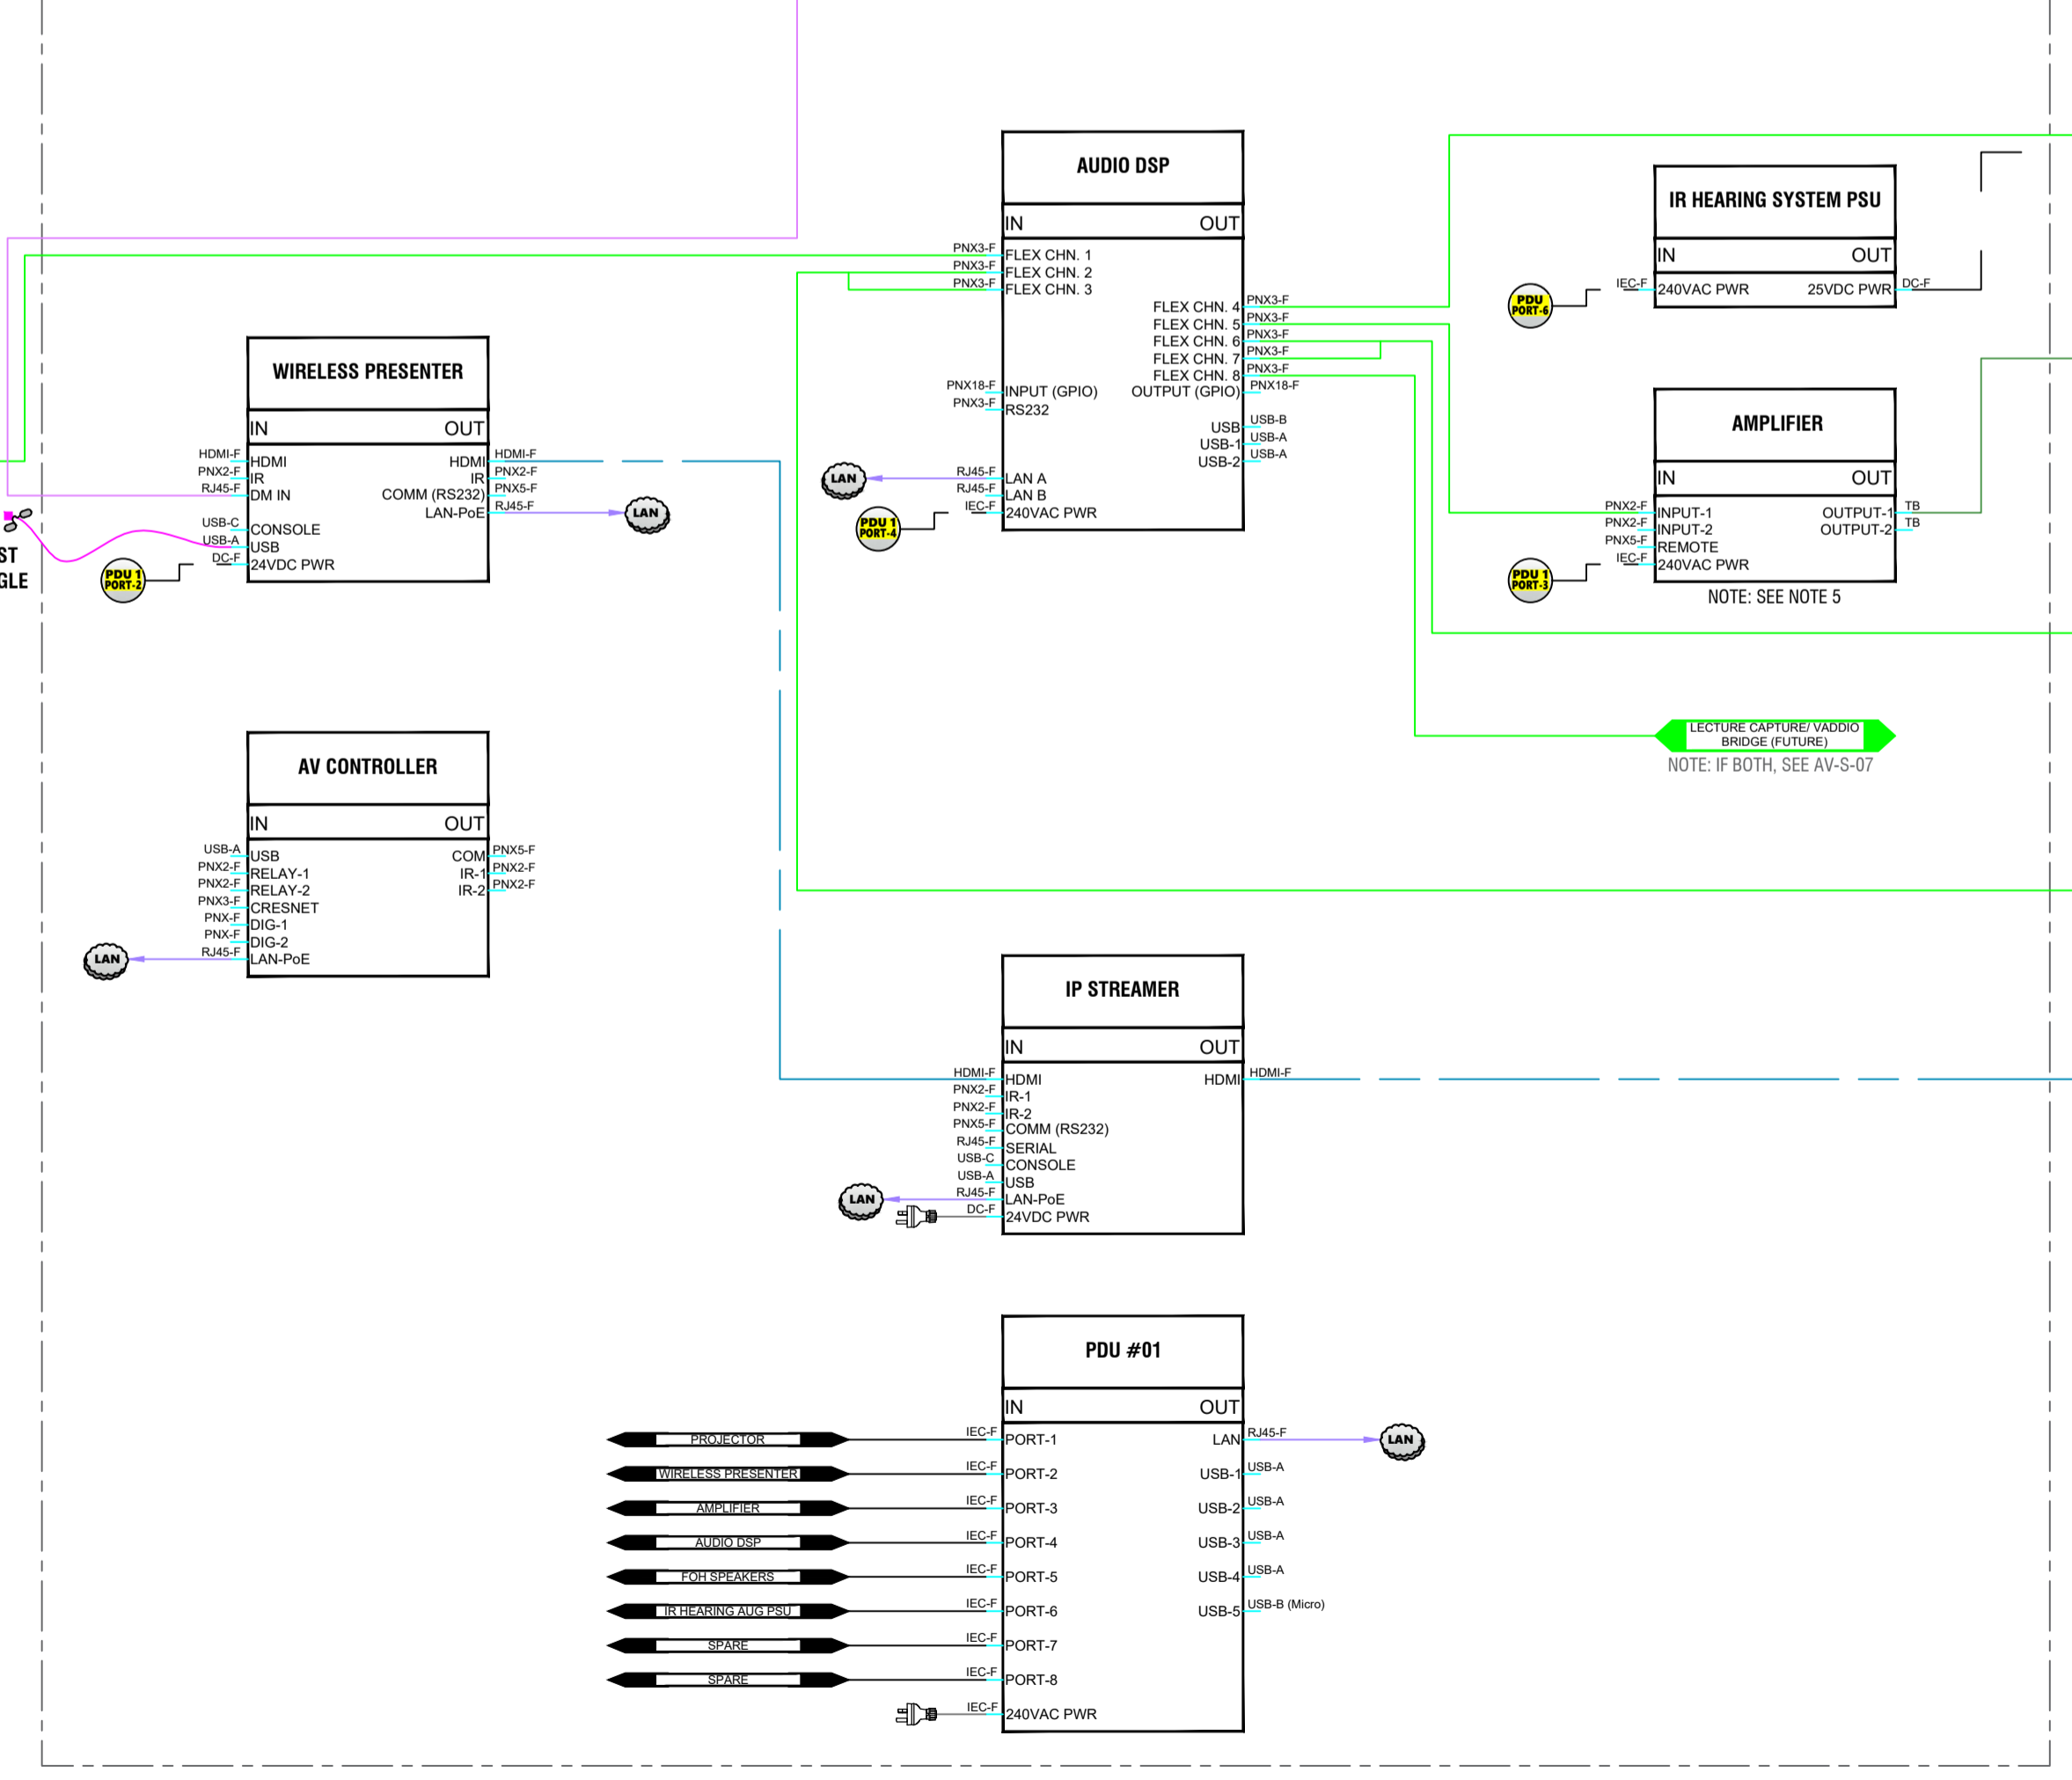 AUDIO DSP
IN OUT
PNX3-F FLEX CHN. 1
PNX3-F FLEX CHN. 2
PNX3-F FLEX CHN. 3
FLEX CHN. 4 PNX3-F
FLEX CHN. 5 PNX3-F
FLEX CHN. 6 PNX3-F
FLEX CHN. 7 PNX3-F
FLEX CHN. 8 PNX3-F
PNX18-F INPUT (GPIO) OUTPUT (GPIO) PNX18-F
PNX3-F RS232
USB USB-B
USB-1 USB-A
USB-2 USB-A
LAN RJ45-F LAN A
RJ45-F LAN B
PDU 1
PORT-4
IEC-F 240VAC PWR
IR HEARING SYSTEM PSU
IN OUT
PDU
PORT-6
IEC-F 240VAC PWR 25VDC PWR DC-F
WIRELESS PRESENTER
IN OUT
HDMI-F HDMI HDMI HDMI-F
PNX2-F IR IR PNX2-F
RJ45-F DM IN COMM (RS232) PNX5-F
LAN-PoE RJ45-F LAN
USB-C CONSOLE
USB-A USB
DC-F 24VDC PWR
PDU 1
PORT-2
ST
GLE
AMPLIFIER
IN OUT
PNX2-F INPUT-1 OUTPUT-1 TB
PNX2-F INPUT-2 OUTPUT-2 TB
PNX5-F REMOTE
IEC-F 240VAC PWR
PDU 1
PORT-3
NOTE: SEE NOTE 5
LECTURE CAPTURE/ VADDIO
BRIDGE (FUTURE)
NOTE: IF BOTH, SEE AV-S-07
AV CONTROLLER
IN OUT
USB-A USB COM PNX5-F
PNX2-F RELAY-1 IR-1 PNX2-F
PNX2-F RELAY-2 IR-2 PNX2-F
PNX3-F CRESNET
PNX-F DIG-1
PNX-F DIG-2
LAN RJ45-F LAN-PoE
IP STREAMER
IN OUT
HDMI-F HDMI HDMI HDMI-F
PNX2-F IR-1
PNX2-F IR-2
PNX5-F COMM (RS232)
RJ45-F SERIAL
USB-C CONSOLE
USB-A USB
LAN RJ45-F LAN-PoE
DC-F 24VDC PWR
PDU #01
IN OUT
PROJECTOR IEC-F PORT-1 LAN RJ45-F LAN
WIRELESS PRESENTER IEC-F PORT-2 USB-1 USB-A
AMPLIFIER IEC-F PORT-3 USB-2 USB-A
AUDIO DSP IEC-F PORT-4 USB-3 USB-A
FOH SPEAKERS IEC-F PORT-5 USB-4 USB-A
IR HEARING AUG PSU IEC-F PORT-6 USB-5 USB-B (Micro)
SPARE IEC-F PORT-7
SPARE IEC-F PORT-8
IEC-F 240VAC PWR